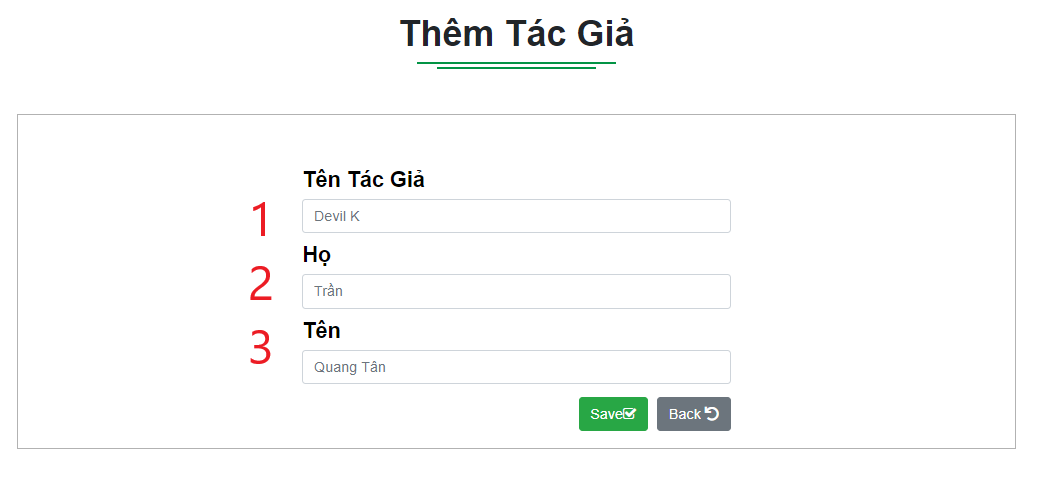 Thêm Tác Giả
Tên Tác Giả
1
Devil K
Họ
2
Trần
Tên
3
Quang Tân
Save
Back